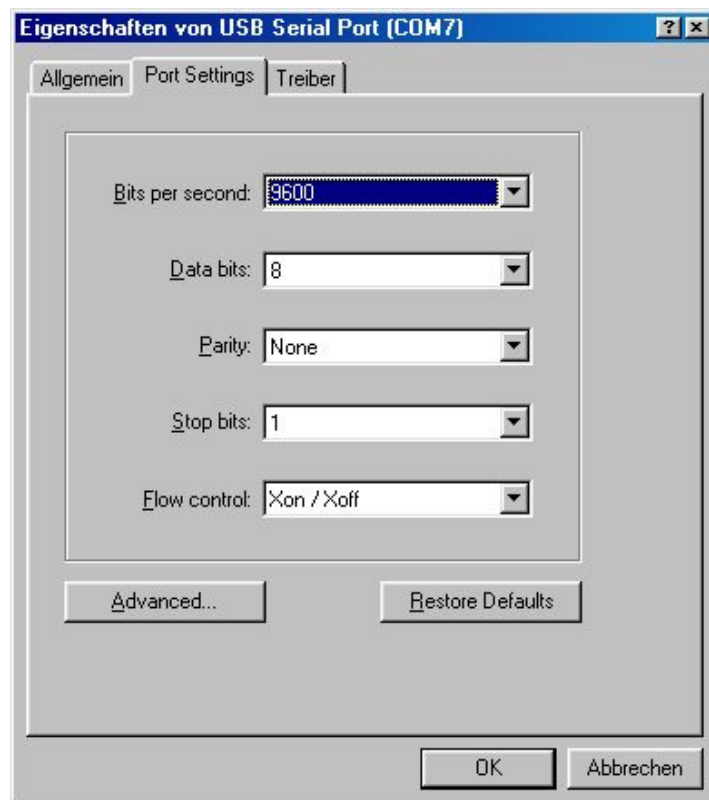 Eigenschaften von USB Serial Port (COM7)
Allgemein Port Settings Treiber
Bits per second: 9600
Data bits: 8
Parity: None
Stop bits: 1
Flow control: Xon / Xoff
Advanced... Restore Defaults
OK Abbrechen